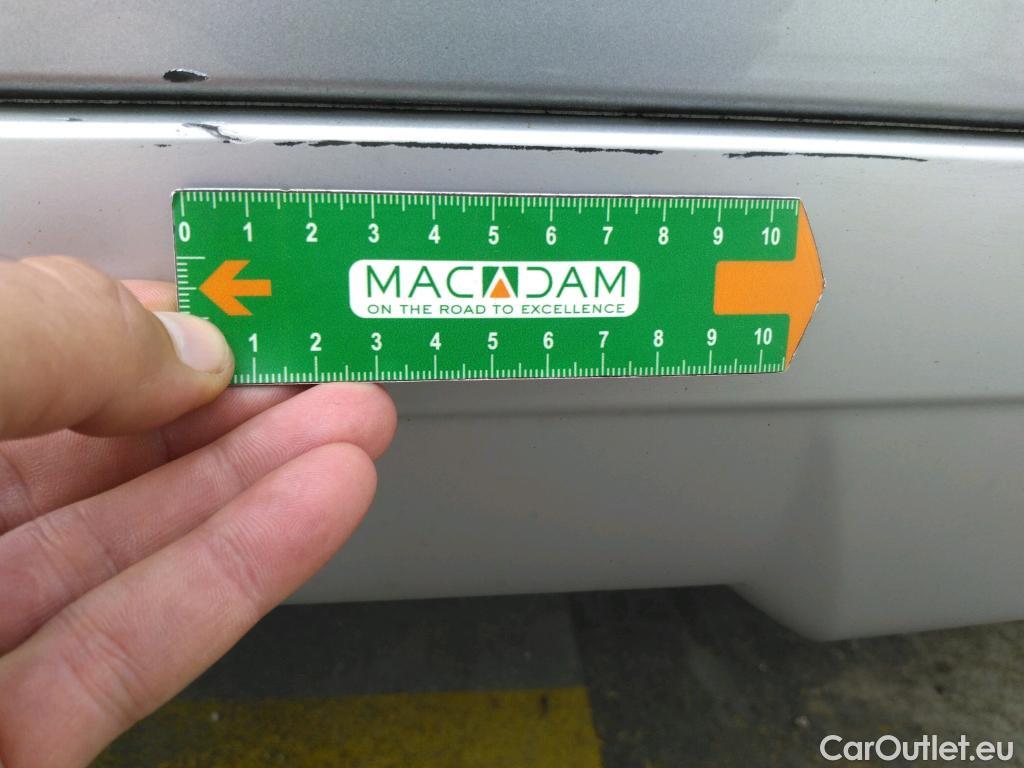 0 1 2 3 4 5 6 7 8 9 10
MACADAM
ON THE ROAD TO EXCELLENCE
1 2 3 4 5 6 7 8 9 10
CarOutlet.eu